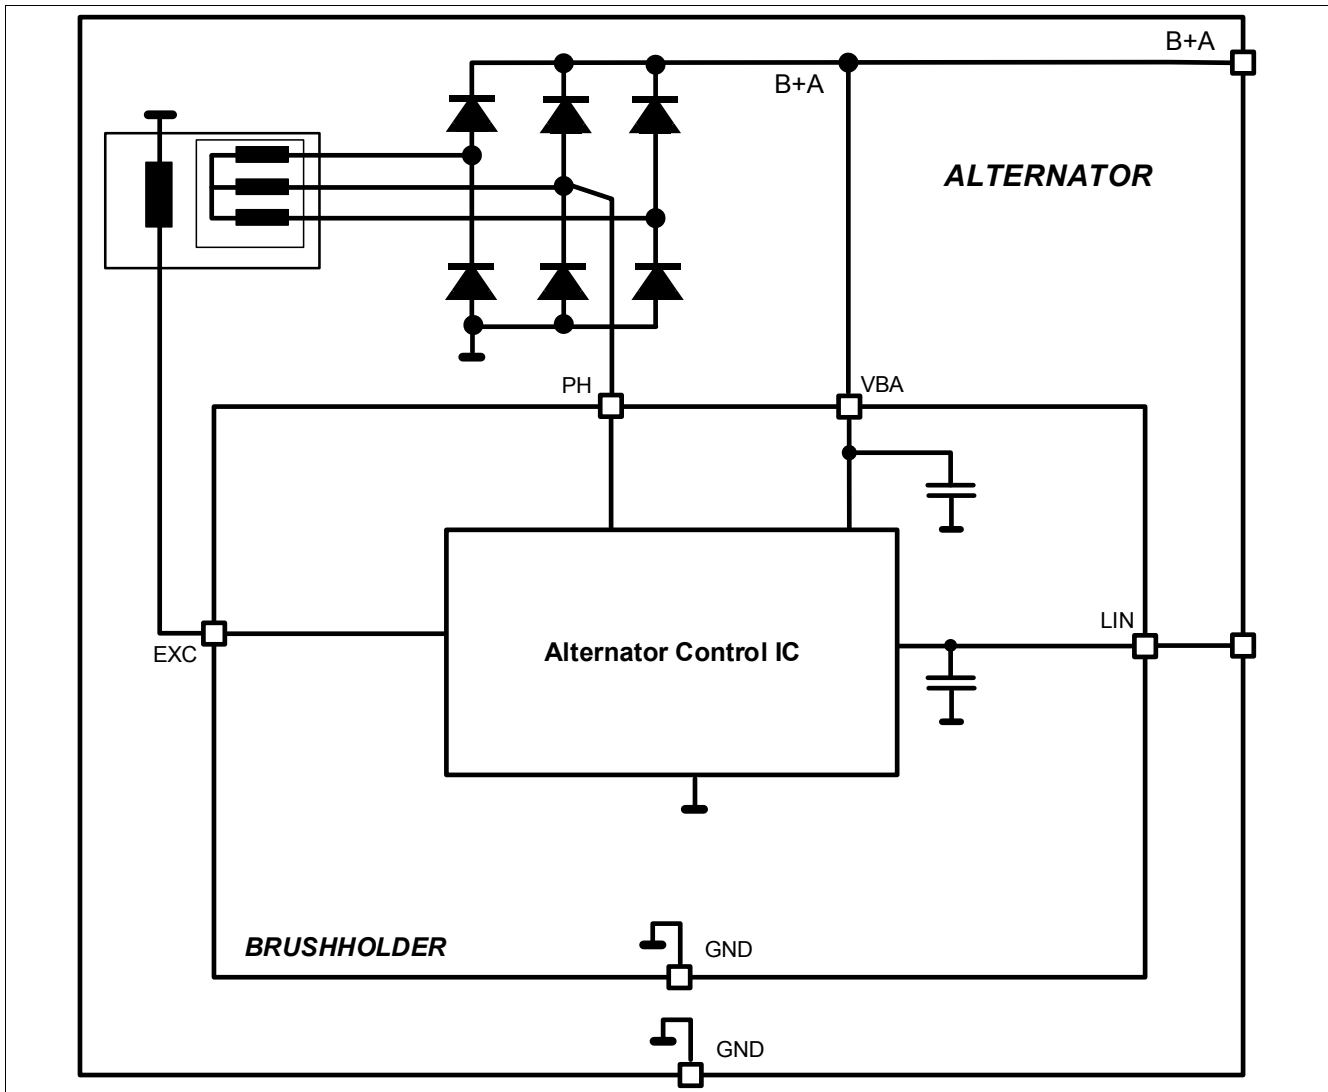 B+A
B+A
ALTERNATOR
PH
VBA
LIN
EXC
Alternator Control IC
BRUSHHOLDER
GND
GND